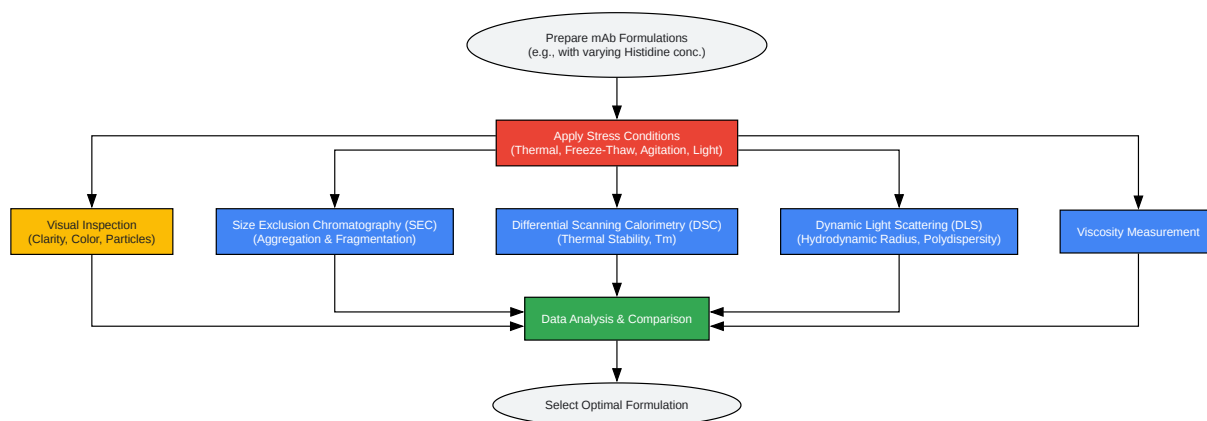 Prepare mAb Formulations
(e.g., with varying Histidine conc.)
Apply Stress Conditions
(Thermal, Freeze-Thaw, Agitation, Light)
Visual Inspection
(Clarity, Color, Particles)
Size Exclusion Chromatography (SEC)
(Aggregation & Fragmentation)
Differential Scanning Calorimetry (DSC)
(Thermal Stability, Tm)
Dynamic Light Scattering (DLS)
(Hydrodynamic Radius, Polydispersity)
Viscosity Measurement
Data Analysis & Comparison
Select Optimal Formulation